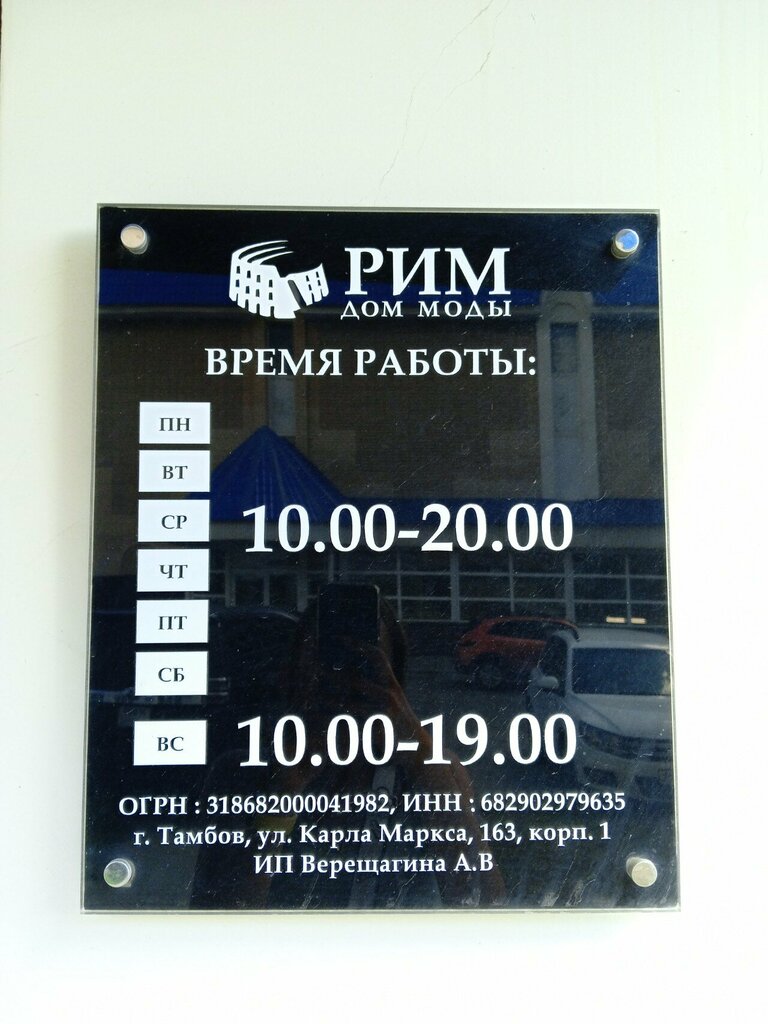 РИМ
ДОМ МОДЫ
ВРЕМЯ РАБОТЫ:
ПН
ВТ
СР
10.00-20.00
ЧТ
ПТ
СБ
ВС
10.00-19.00
ОГРН : 318682000041982, ИНН : 682902979635
г. Тамбов, ул. Карла Маркса, 163, корп. 1
ИП Верещагина А.В